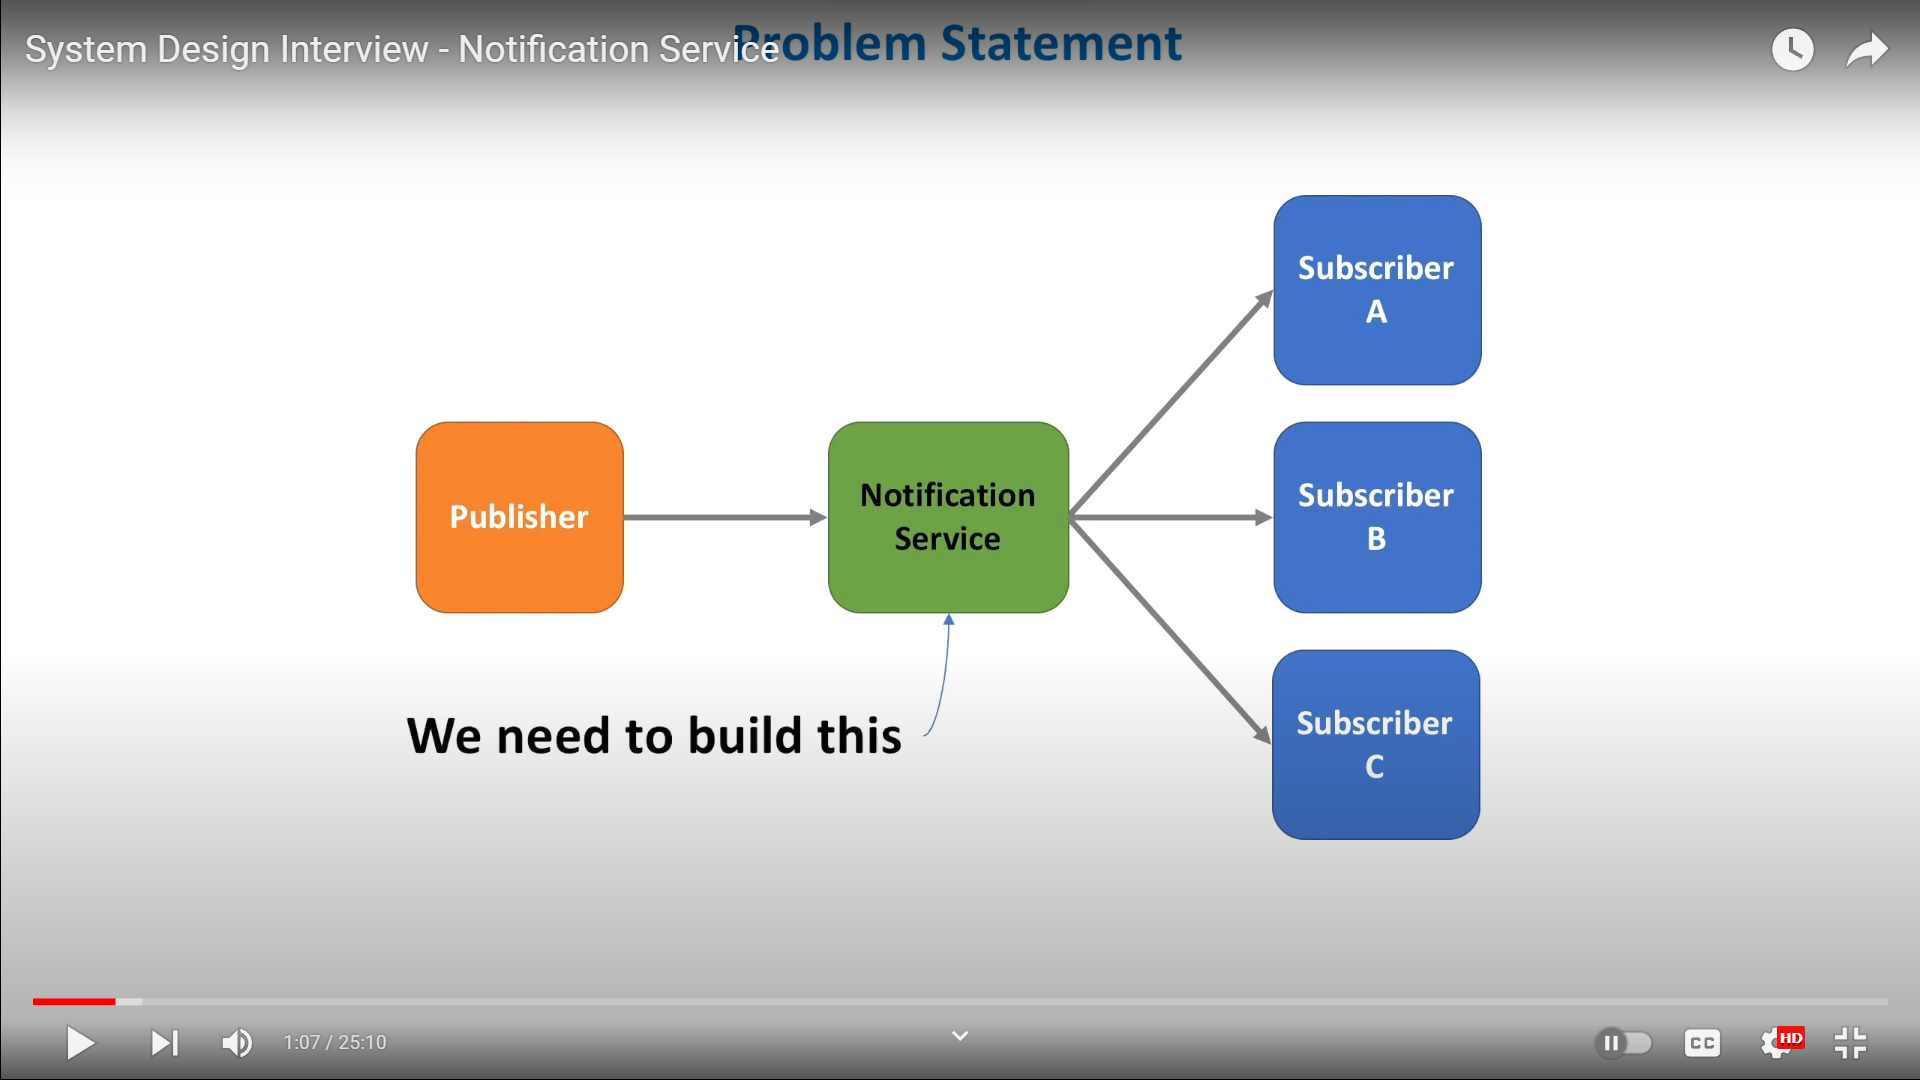 System Design Interview - Notification Service
Problem Statement
Subscriber
A
Publisher
Notification
Service
Subscriber
B
We need to build this
Subscriber
C
1:07 / 25:10
CC
HD